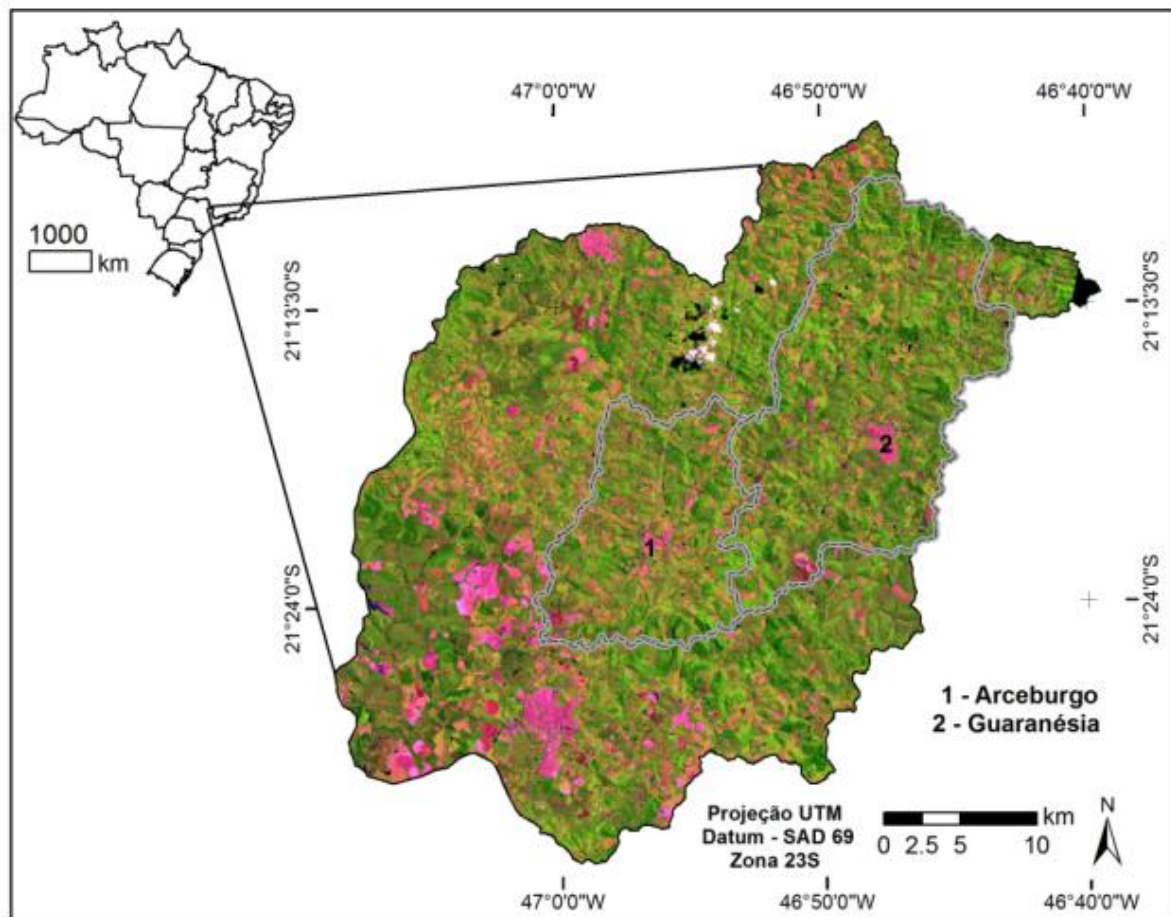 47°0'0"W
46°50'0"W
46°40'0"W
1000
km
21°13'30"S
21°13'30"S
2
1
21°24'0"S
21°24'0"S
1 - Arceburgo
2 - Guaranésia
Projeção UTM
Datum - SAD 69
Zona 23S
km
0 2.5 5 10
N
47°0'0"W
46°50'0"W
46°40'0"W